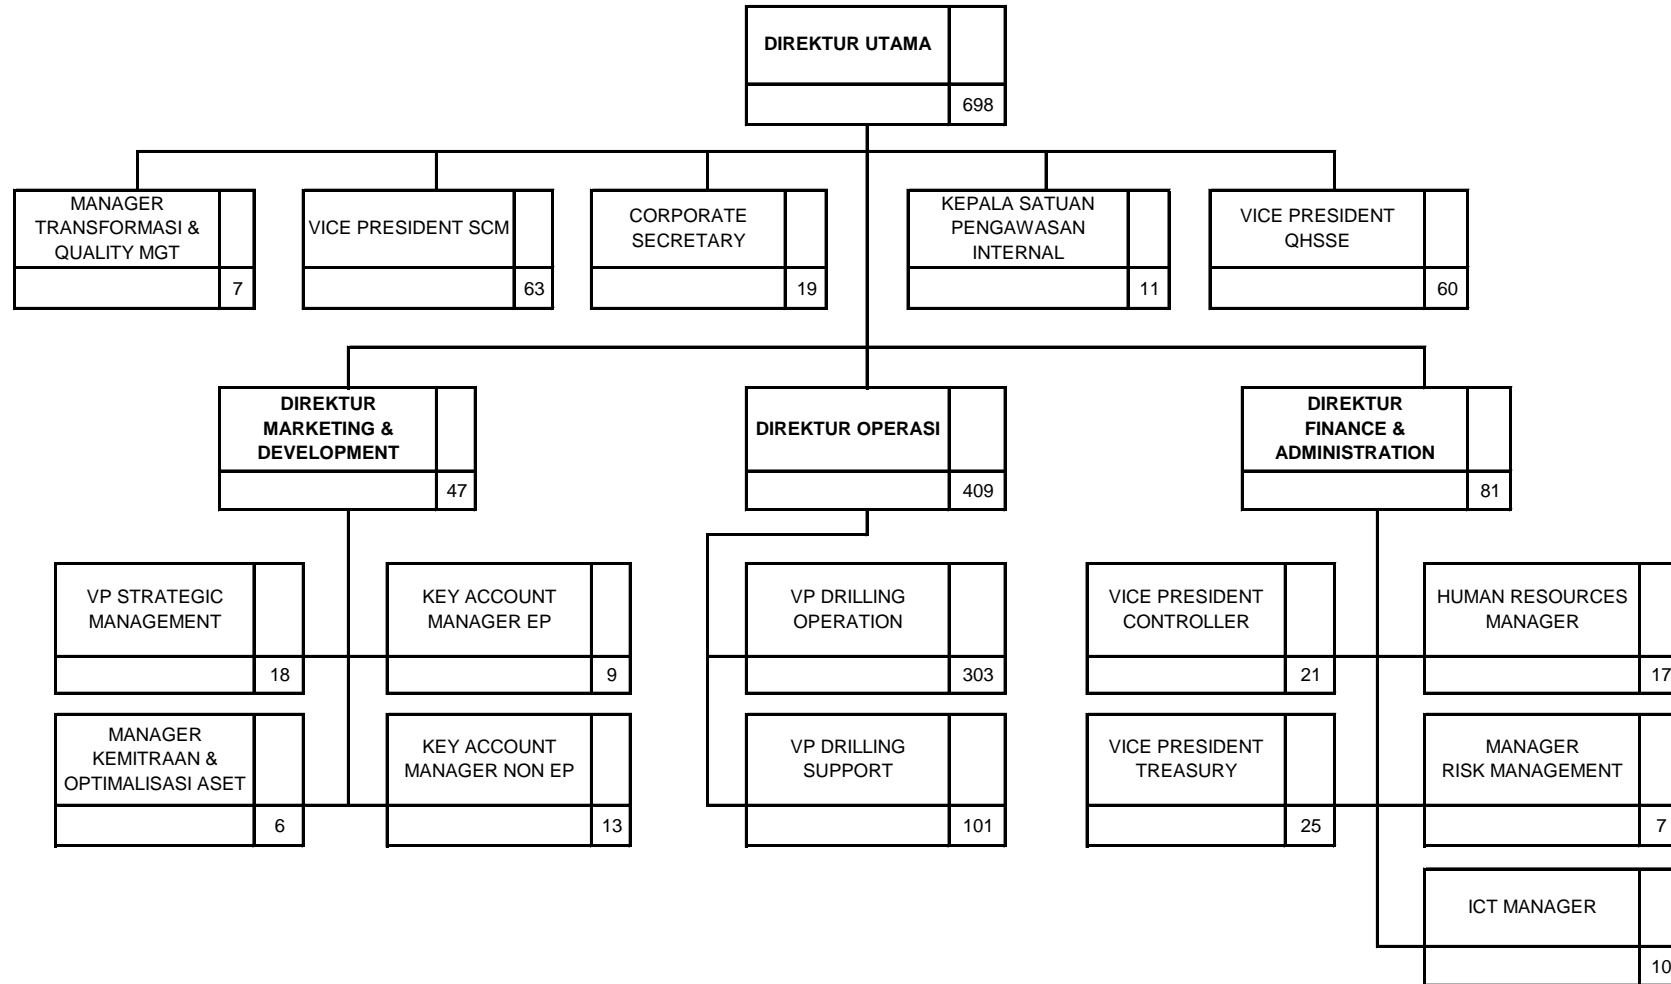 DIREKTUR UTAMA
698
MANAGER
TRANSFORMASI &
QUALITY MGT
7
VICE PRESIDENT SCM
63
CORPORATE
SECRETARY
19
KEPALA SATUAN
PENGAWASAN
INTERNAL
11
VICE PRESIDENT
QHSSE
60
DIREKTUR
MARKETING &
DEVELOPMENT
47
DIREKTUR OPERASI
409
DIREKTUR
FINANCE &
ADMINISTRATION
81
VP STRATEGIC
MANAGEMENT
18
KEY ACCOUNT
MANAGER EP
9
VP DRILLING
OPERATION
303
VICE PRESIDENT
CONTROLLER
21
HUMAN RESOURCES
MANAGER
17
MANAGER
KEMITRAAN &
OPTIMALISASI ASET
6
KEY ACCOUNT
MANAGER NON EP
13
VP DRILLING
SUPPORT
101
VICE PRESIDENT
TREASURY
25
MANAGER
RISK MANAGEMENT
7
ICT MANAGER
10